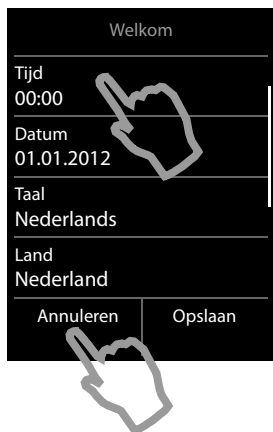 Welkom
Tijd
00:00
Datum
01.01.2012
Taal
Nederlands
Land
Nederland
Annuleren Opslaan